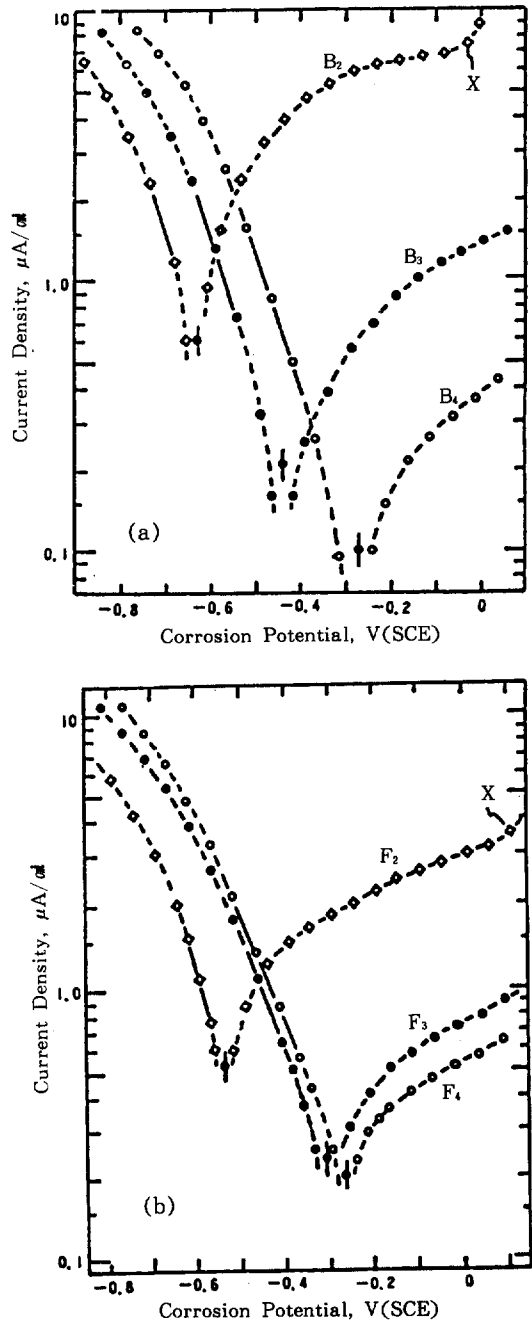 10
B₂
X
Current Density, μA/㎠
1.0
B₃
B₄
0.1
(a)
−0.8 −0.6 −0.4 −0.2 0
Corrosion Potential, V(SCE)
10
X
F₂
Current Density, μA/㎠
1.0
F₃
F₄
(b)
0.1
−0.8 −0.6 −0.4 −0.2 0
Corrosion Potential, V(SCE)